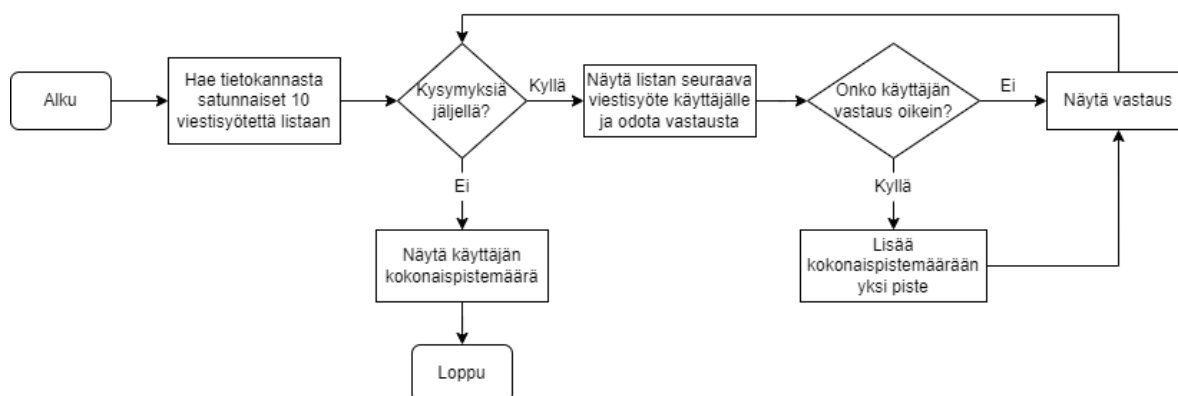 Alku
Hae tietokannasta
satunnaiset 10
viestisyötettä listaan
Kysymyksiä
jäljellä?
Kyllä
Näytä listan seuraava
viestisyöte käyttäjälle
ja odota vastausta
Onko käyttäjän
vastaus oikein?
Ei
Näytä vastaus
Ei
Kyllä
Näytä käyttäjän
kokonaispistemäärä
Lisää
kokonaispistemäärään
yksi piste
Loppu